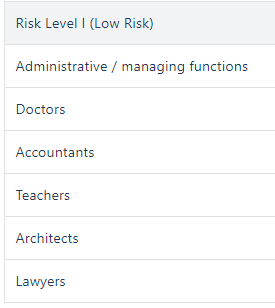 Risk Level I (Low Risk)
Administrative / managing functions
Doctors
Accountants
Teachers
Architects
Lawyers